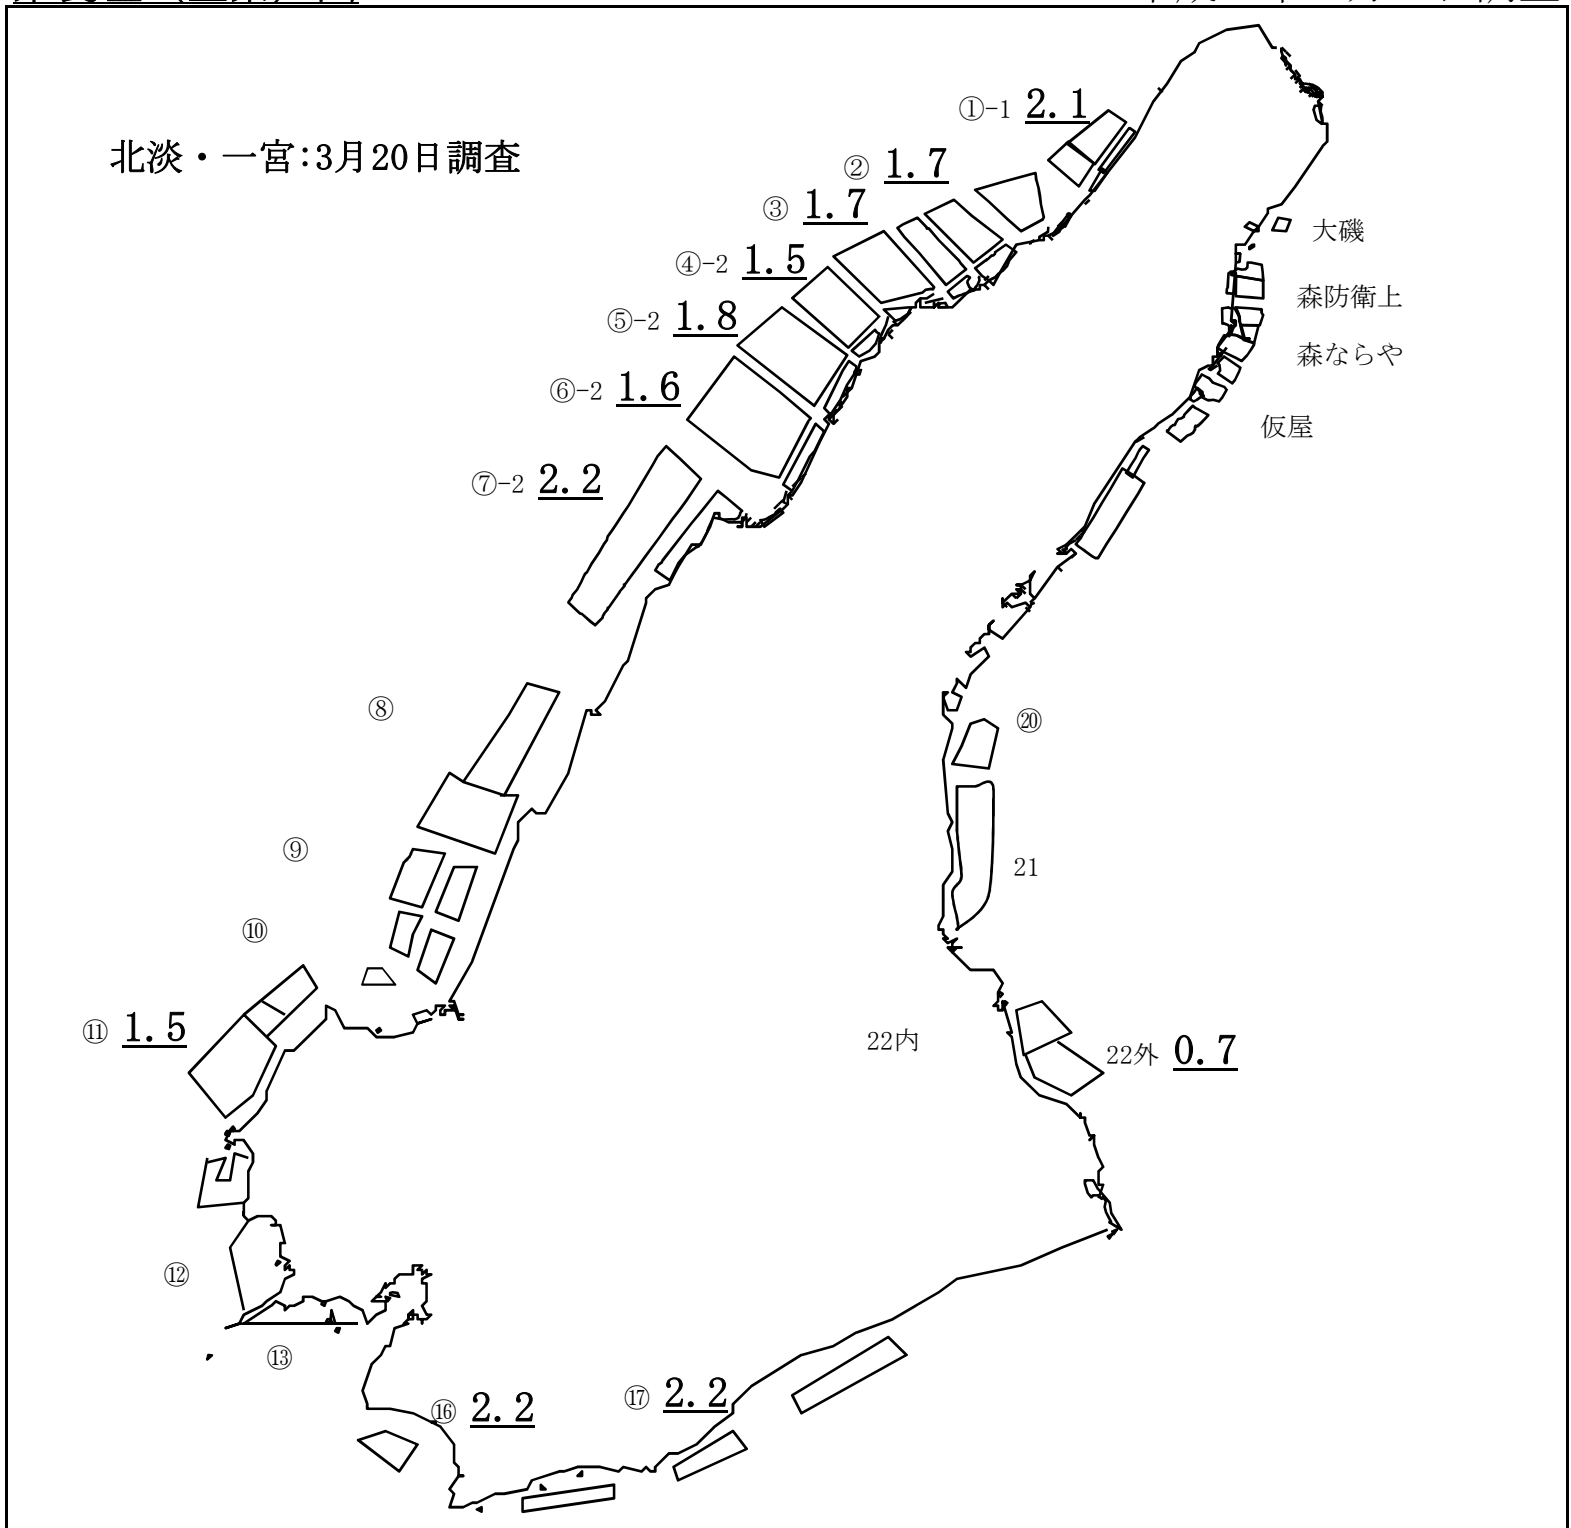 ①-1 2.1
北淡・一宮:3月20日調査
② 1.7
③ 1.7
大磯
④-2 1.5
森防衛上
⑤-2 1.8
森ならや
⑥-2 1.6
仮屋
⑦-2 2.2
⑧
⑳
⑨
21
⑩
⑪ 1.5
22内
22外 0.7
⑫
⑬
⑯ 2.2
⑰ 2.2